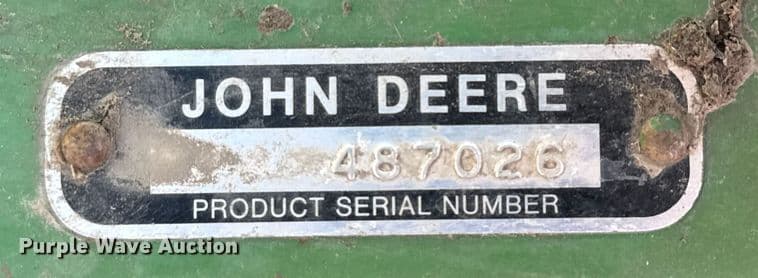 JOHN DEERE
487026
PRODUCT SERIAL NUMBER
Purple Wave Auction